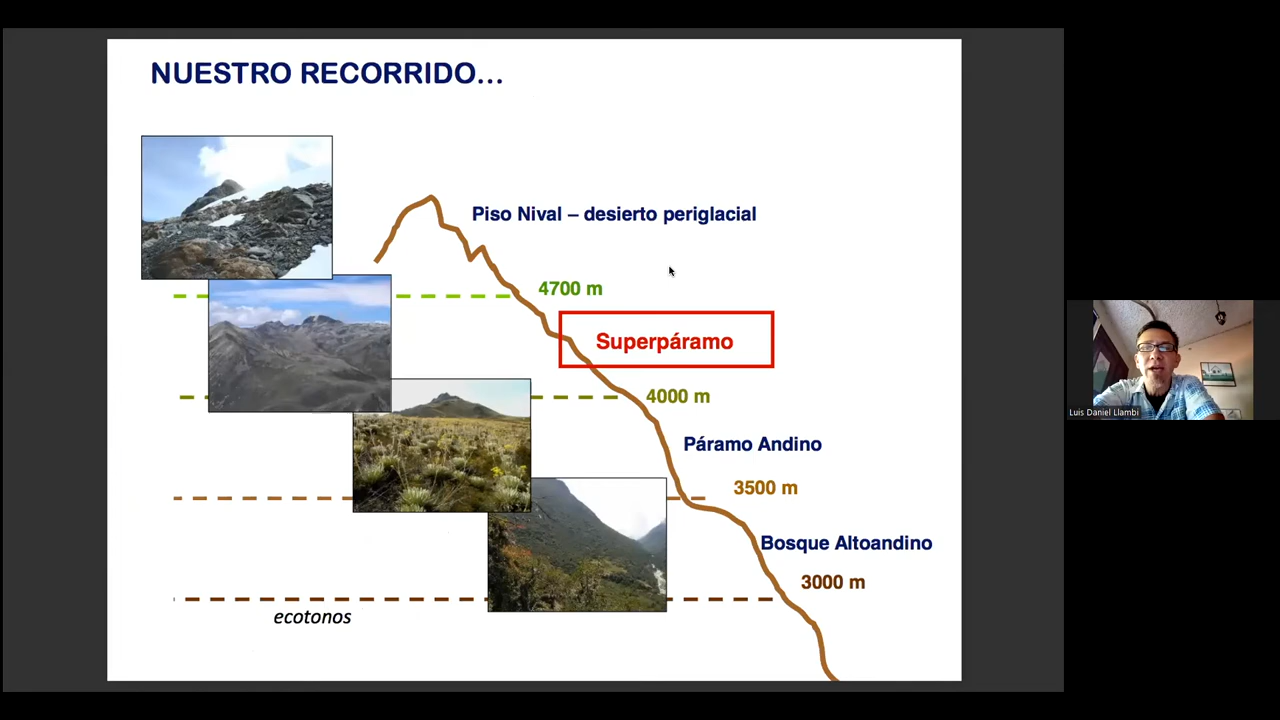 NUESTRO RECORRIDO...
Piso Nival – desierto periglacial
4700 m
Superpáramo
4000 m
Páramo Andino
3500 m
Bosque Altoandino
3000 m
ecotonos
Luis Daniel Llambi